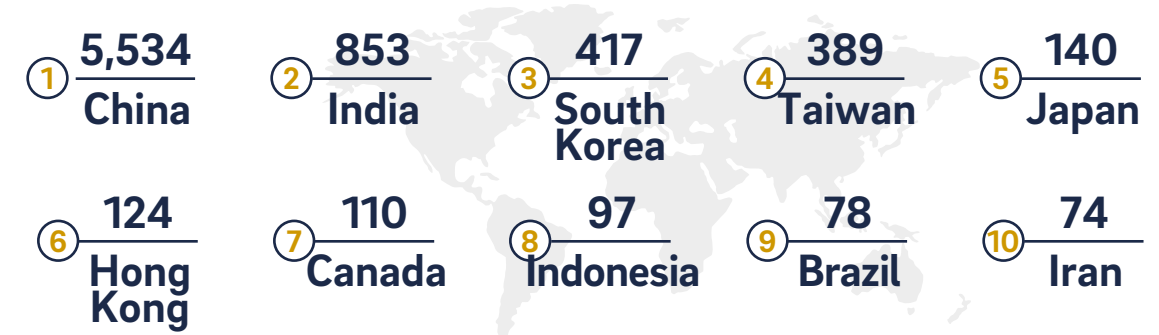 1
5,534
China
2
853
India
3
417
South
Korea
4
389
Taiwan
5
140
Japan
6
124
Hong
Kong
7
110
Canada
8
97
Indonesia
9
78
Brazil
10
74
Iran